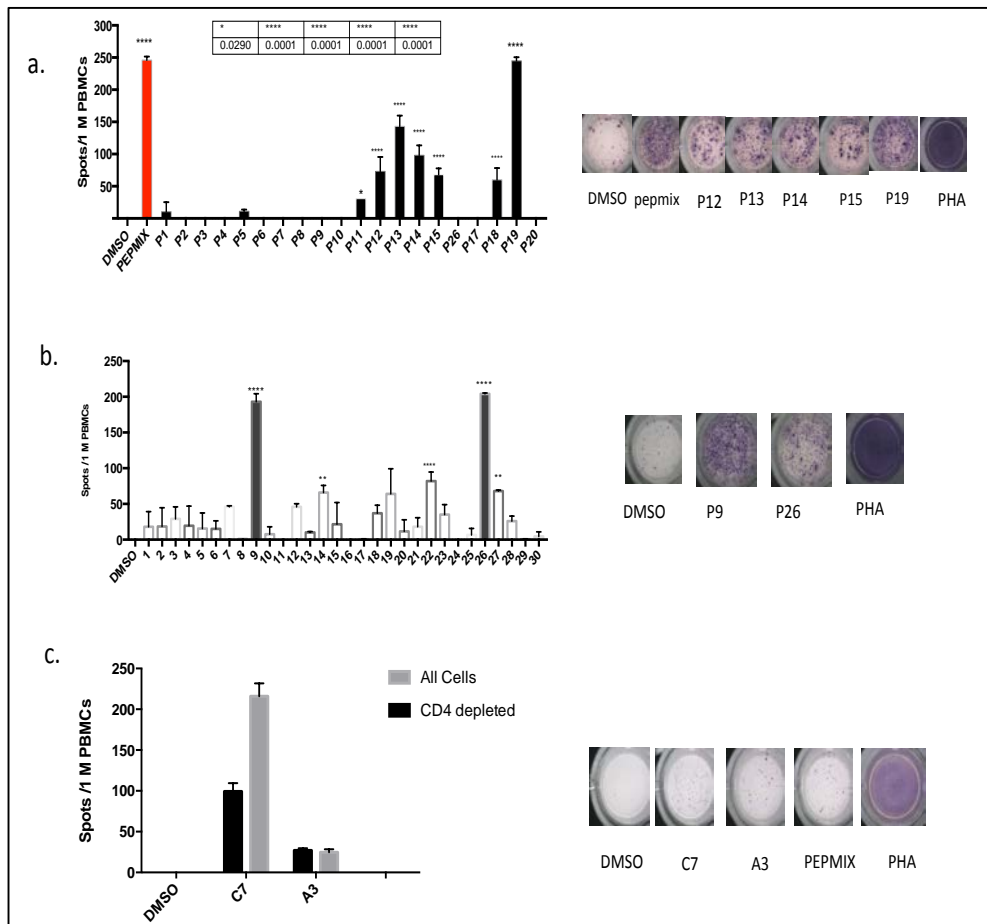 a.
Spots/1 M PBMCs
300
250
200
150
100
50
0
* **** **** **** ****
0.0290 0.0001 0.0001 0.0001 0.0001
****
*
****
****
****
****
****
****
DMSO PEPMIX P1 P2 P3 P4 P5 P6 P7 P8 P9 P10 P11 P12 P13 P14 P15 P26 P17 P18 P19 P20
DMSO pepmix P12 P13 P14 P15 P19 PHA
b.
Spots /1 M PBMCs
250
200
150
100
50
0
****
**
****
****
**
DMSO 1 2 3 4 5 6 7 8 9 10 11 12 13 14 15 16 17 18 19 20 21 22 23 24 25 26 27 28 29 30
DMSO P9 P26 PHA
c.
Spots /1 M PBMCs
250
200
150
100
50
0
All Cells
CD4 depleted
DMSO C7 A3
DMSO C7 A3 PEPMIX PHA